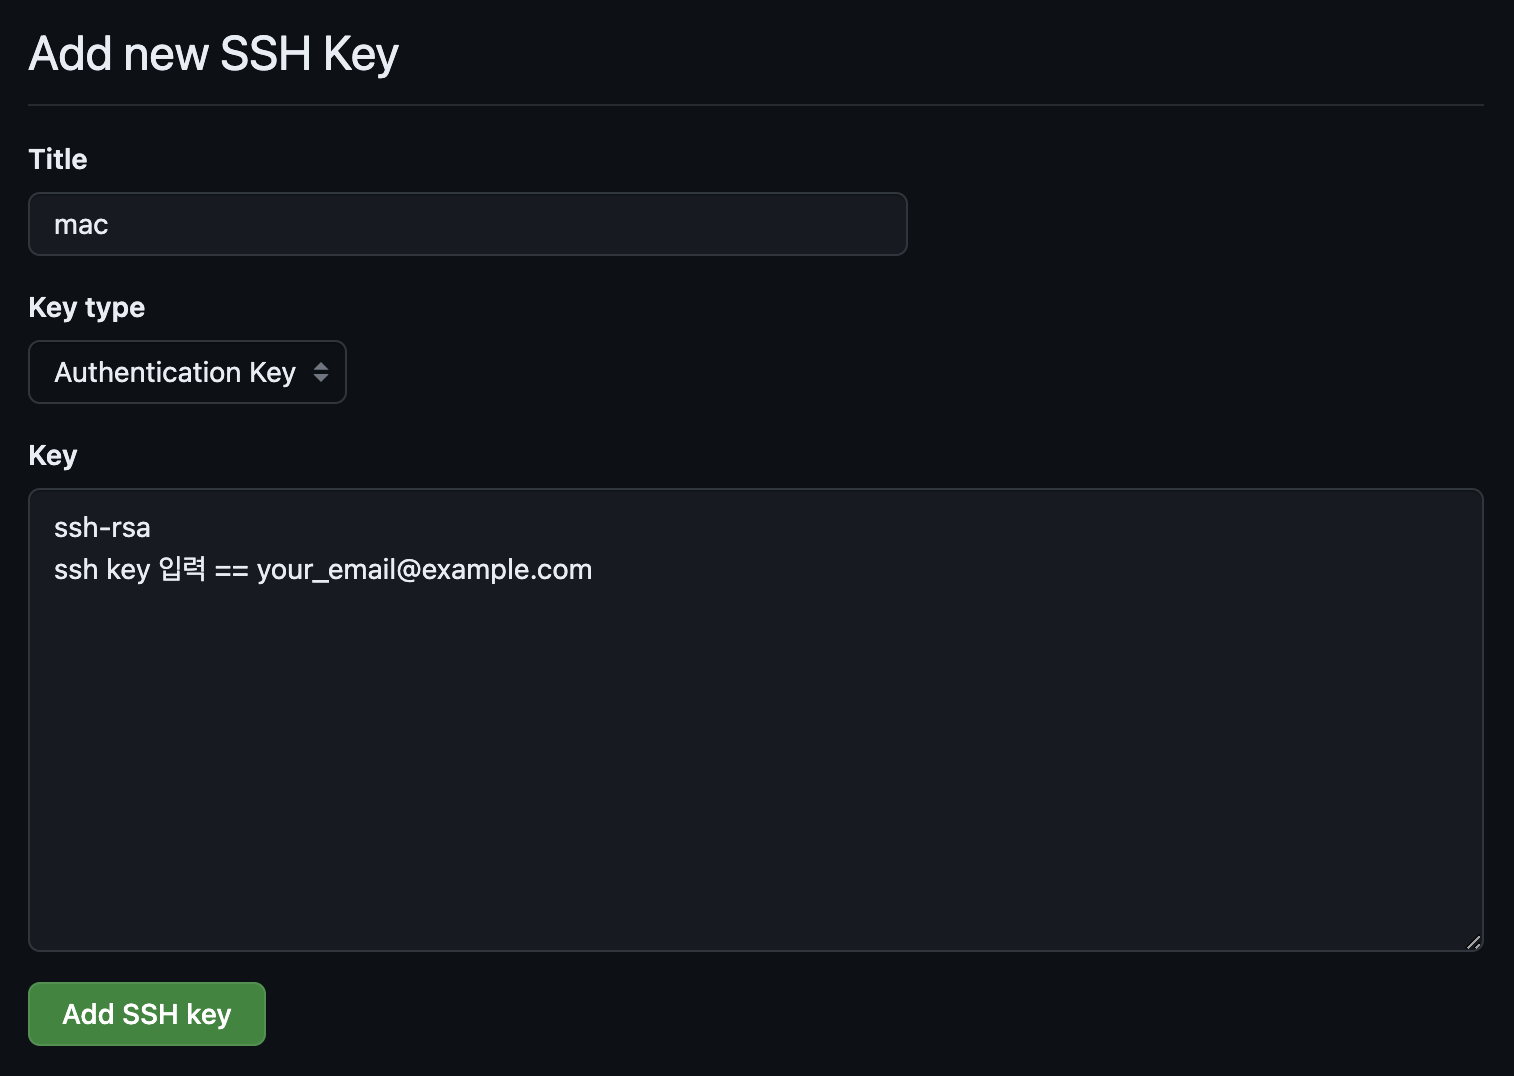 Add new SSH Key
Title
mac
Key type
Authentication Key
Key
ssh-rsa
ssh key 입력 == your_email@example.com
Add SSH key